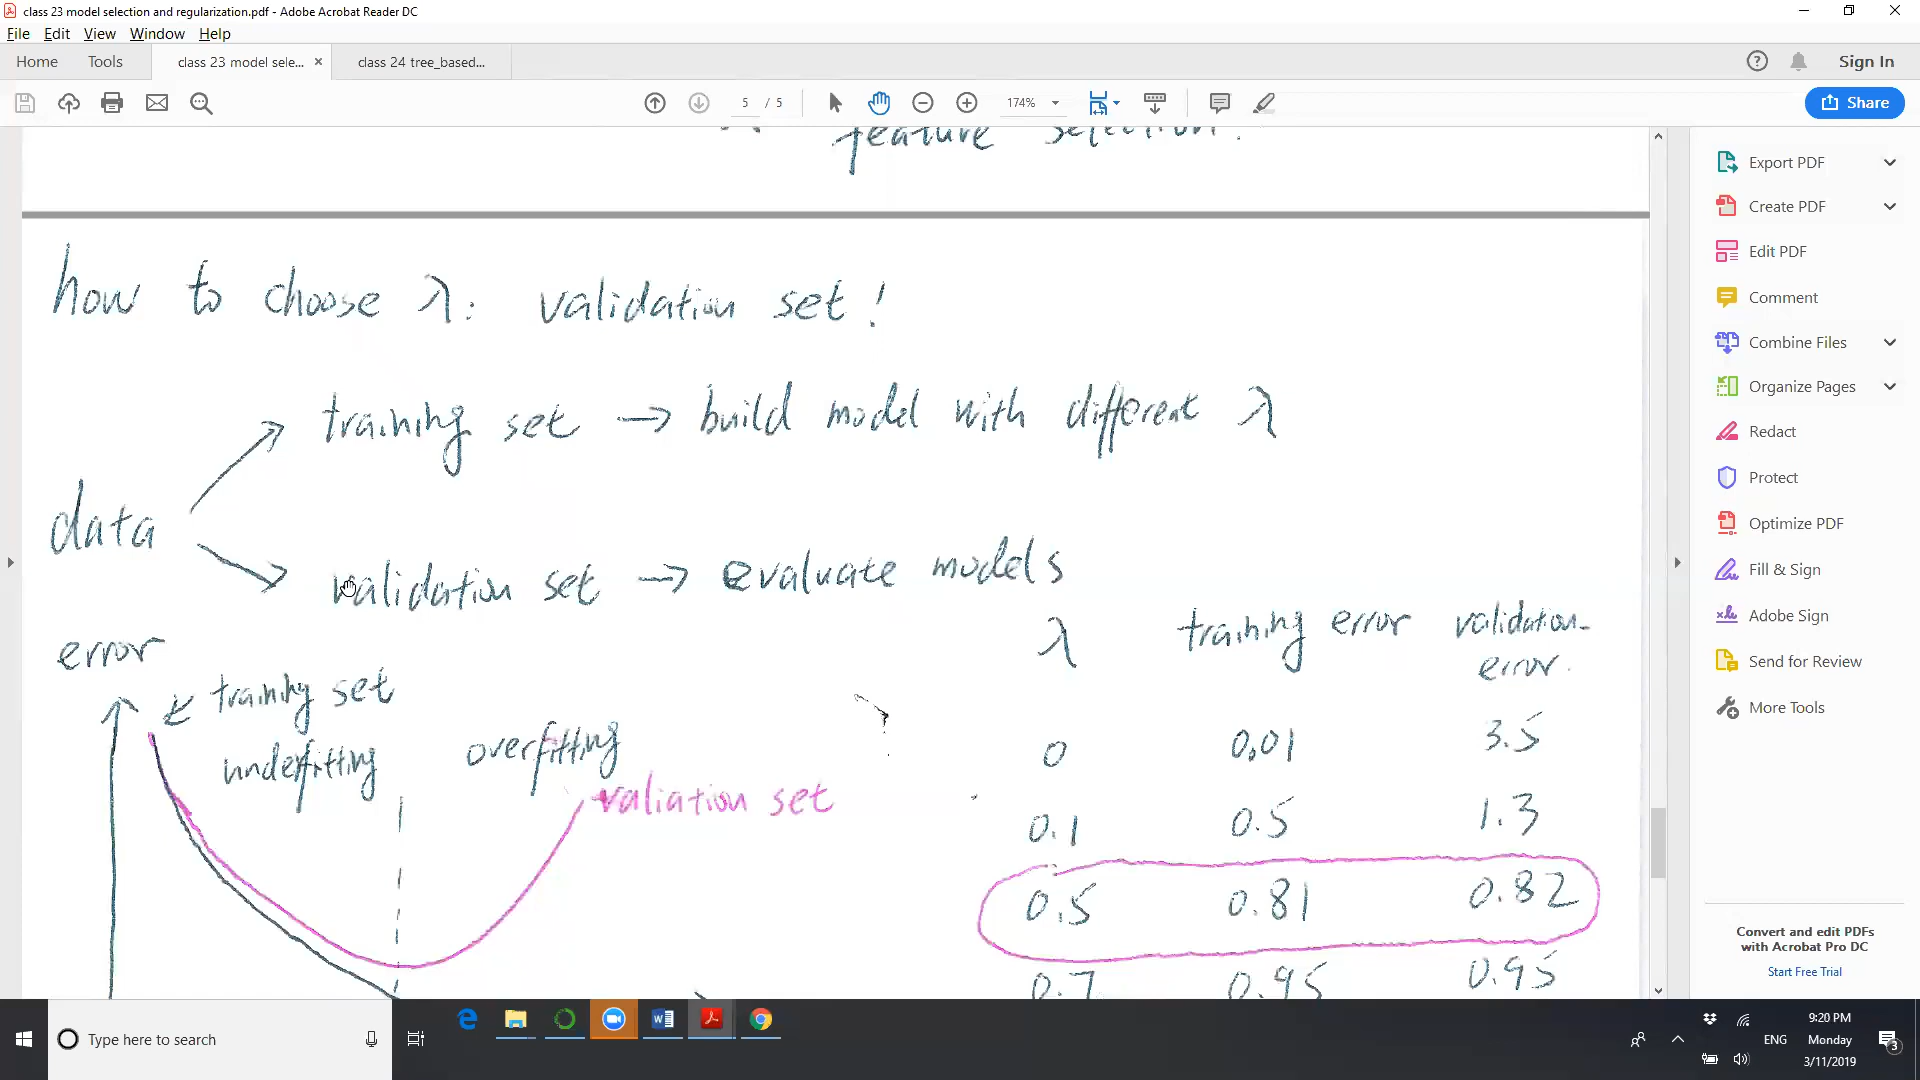 class 23 model selection and regularization.pdf - Adobe Acrobat Reader DC
File Edit View Window Help
Home Tools class 23 model sele... × class 24 tree_based... Sign In
5 / 5 174% Share
feature selection.
how to choose λ: validation set!
training set → build model with different λ
data
validation set → evaluate models
error
training set
underfitting
overfitting
valiation set
λ training error validation-
error.
0 0.01 3.5
0.1 0.5 1.3
0.5 0.81 0.82
0.7 0.95 0.95
Export PDF
Create PDF
Edit PDF
Comment
Combine Files
Organize Pages
Redact
Protect
Optimize PDF
Fill & Sign
Adobe Sign
Send for Review
More Tools
Convert and edit PDFs
with Acrobat Pro DC
Start Free Trial
Type here to search
ENG
9:20 PM
Monday
3/11/2019
3